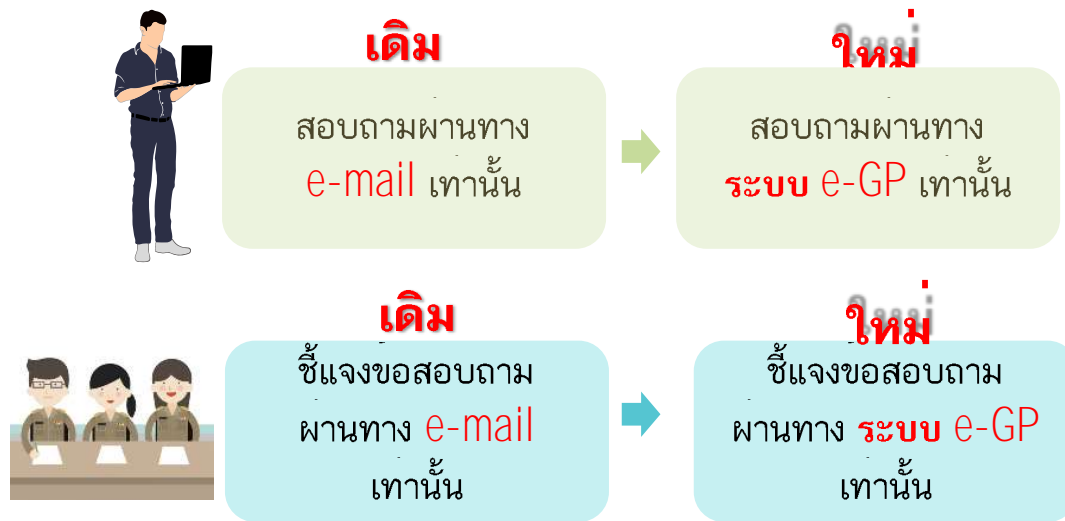 เดิม
สอบถามผ่านทาง
e-mail เท่านั้น
ใหม่
สอบถามผ่านทาง
ระบบ e-GP เท่านั้น
เดิม
ชี้แจงข้อสอบถาม
ผ่านทาง e-mail
เท่านั้น
ใหม่
ชี้แจงข้อสอบถาม
ผ่านทาง ระบบ e-GP
เท่านั้น